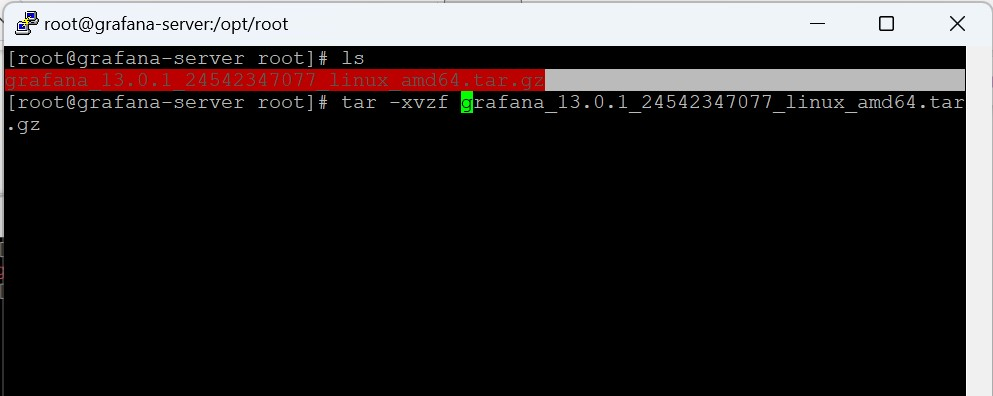 root@grafana-server:/opt/root
[root@grafana-server root]# ls
grafana_13.0.1_24542347077_linux_amd64.tar.gz
[root@grafana-server root]# tar -xvzf grafana_13.0.1_24542347077_linux_amd64.tar
.gz